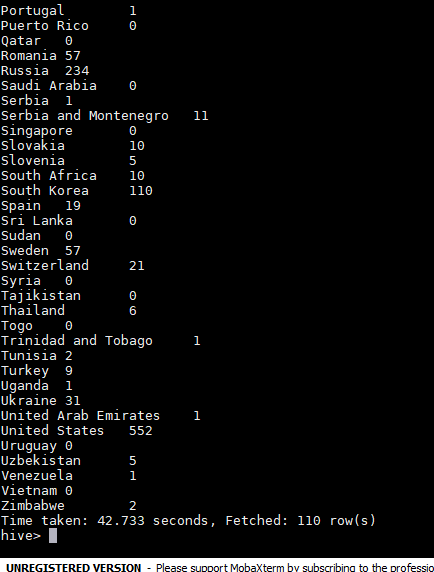 Portugal 1
Puerto Rico 0
Qatar 0
Romania 57
Russia 234
Saudi Arabia 0
Serbia 1
Serbia and Montenegro 11
Singapore 0
Slovakia 10
Slovenia 5
South Africa 10
South Korea 110
Spain 19
Sri Lanka 0
Sudan 0
Sweden 57
Switzerland 21
Syria 0
Tajikistan 0
Thailand 6
Togo 0
Trinidad and Tobago 1
Tunisia 2
Turkey 9
Uganda 1
Ukraine 31
United Arab Emirates 1
United States 552
Uruguay 0
Uzbekistan 5
Venezuela 1
Vietnam 0
Zimbabwe 2
Time taken: 42.733 seconds, Fetched: 110 row(s)
hive>
UNREGISTERED VERSION - Please support MobaXterm by subscribing to the professio